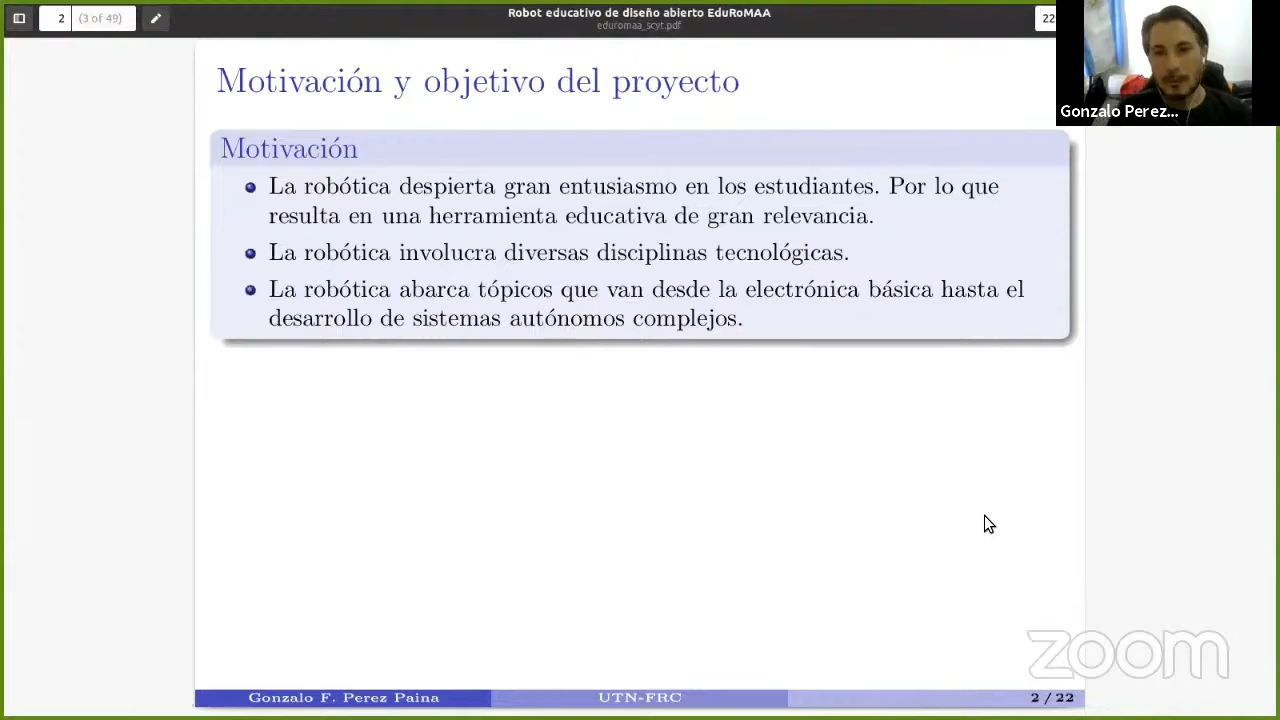 2 (3 of 49)
Robot educativo de diseño abierto EduRoMAA
eduromaa_scyt.pdf
22
Gonzalo Perez...
Motivación y objetivo del proyecto
Motivación
La robótica despierta gran entusiasmo en los estudiantes. Por lo que
resulta en una herramienta educativa de gran relevancia.
La robótica involucra diversas disciplinas tecnológicas.
La robótica abarca tópicos que van desde la electrónica básica hasta el
desarrollo de sistemas autónomos complejos.
zoom
Gonzalo F. Perez Paina UTN-FRC 2 / 22